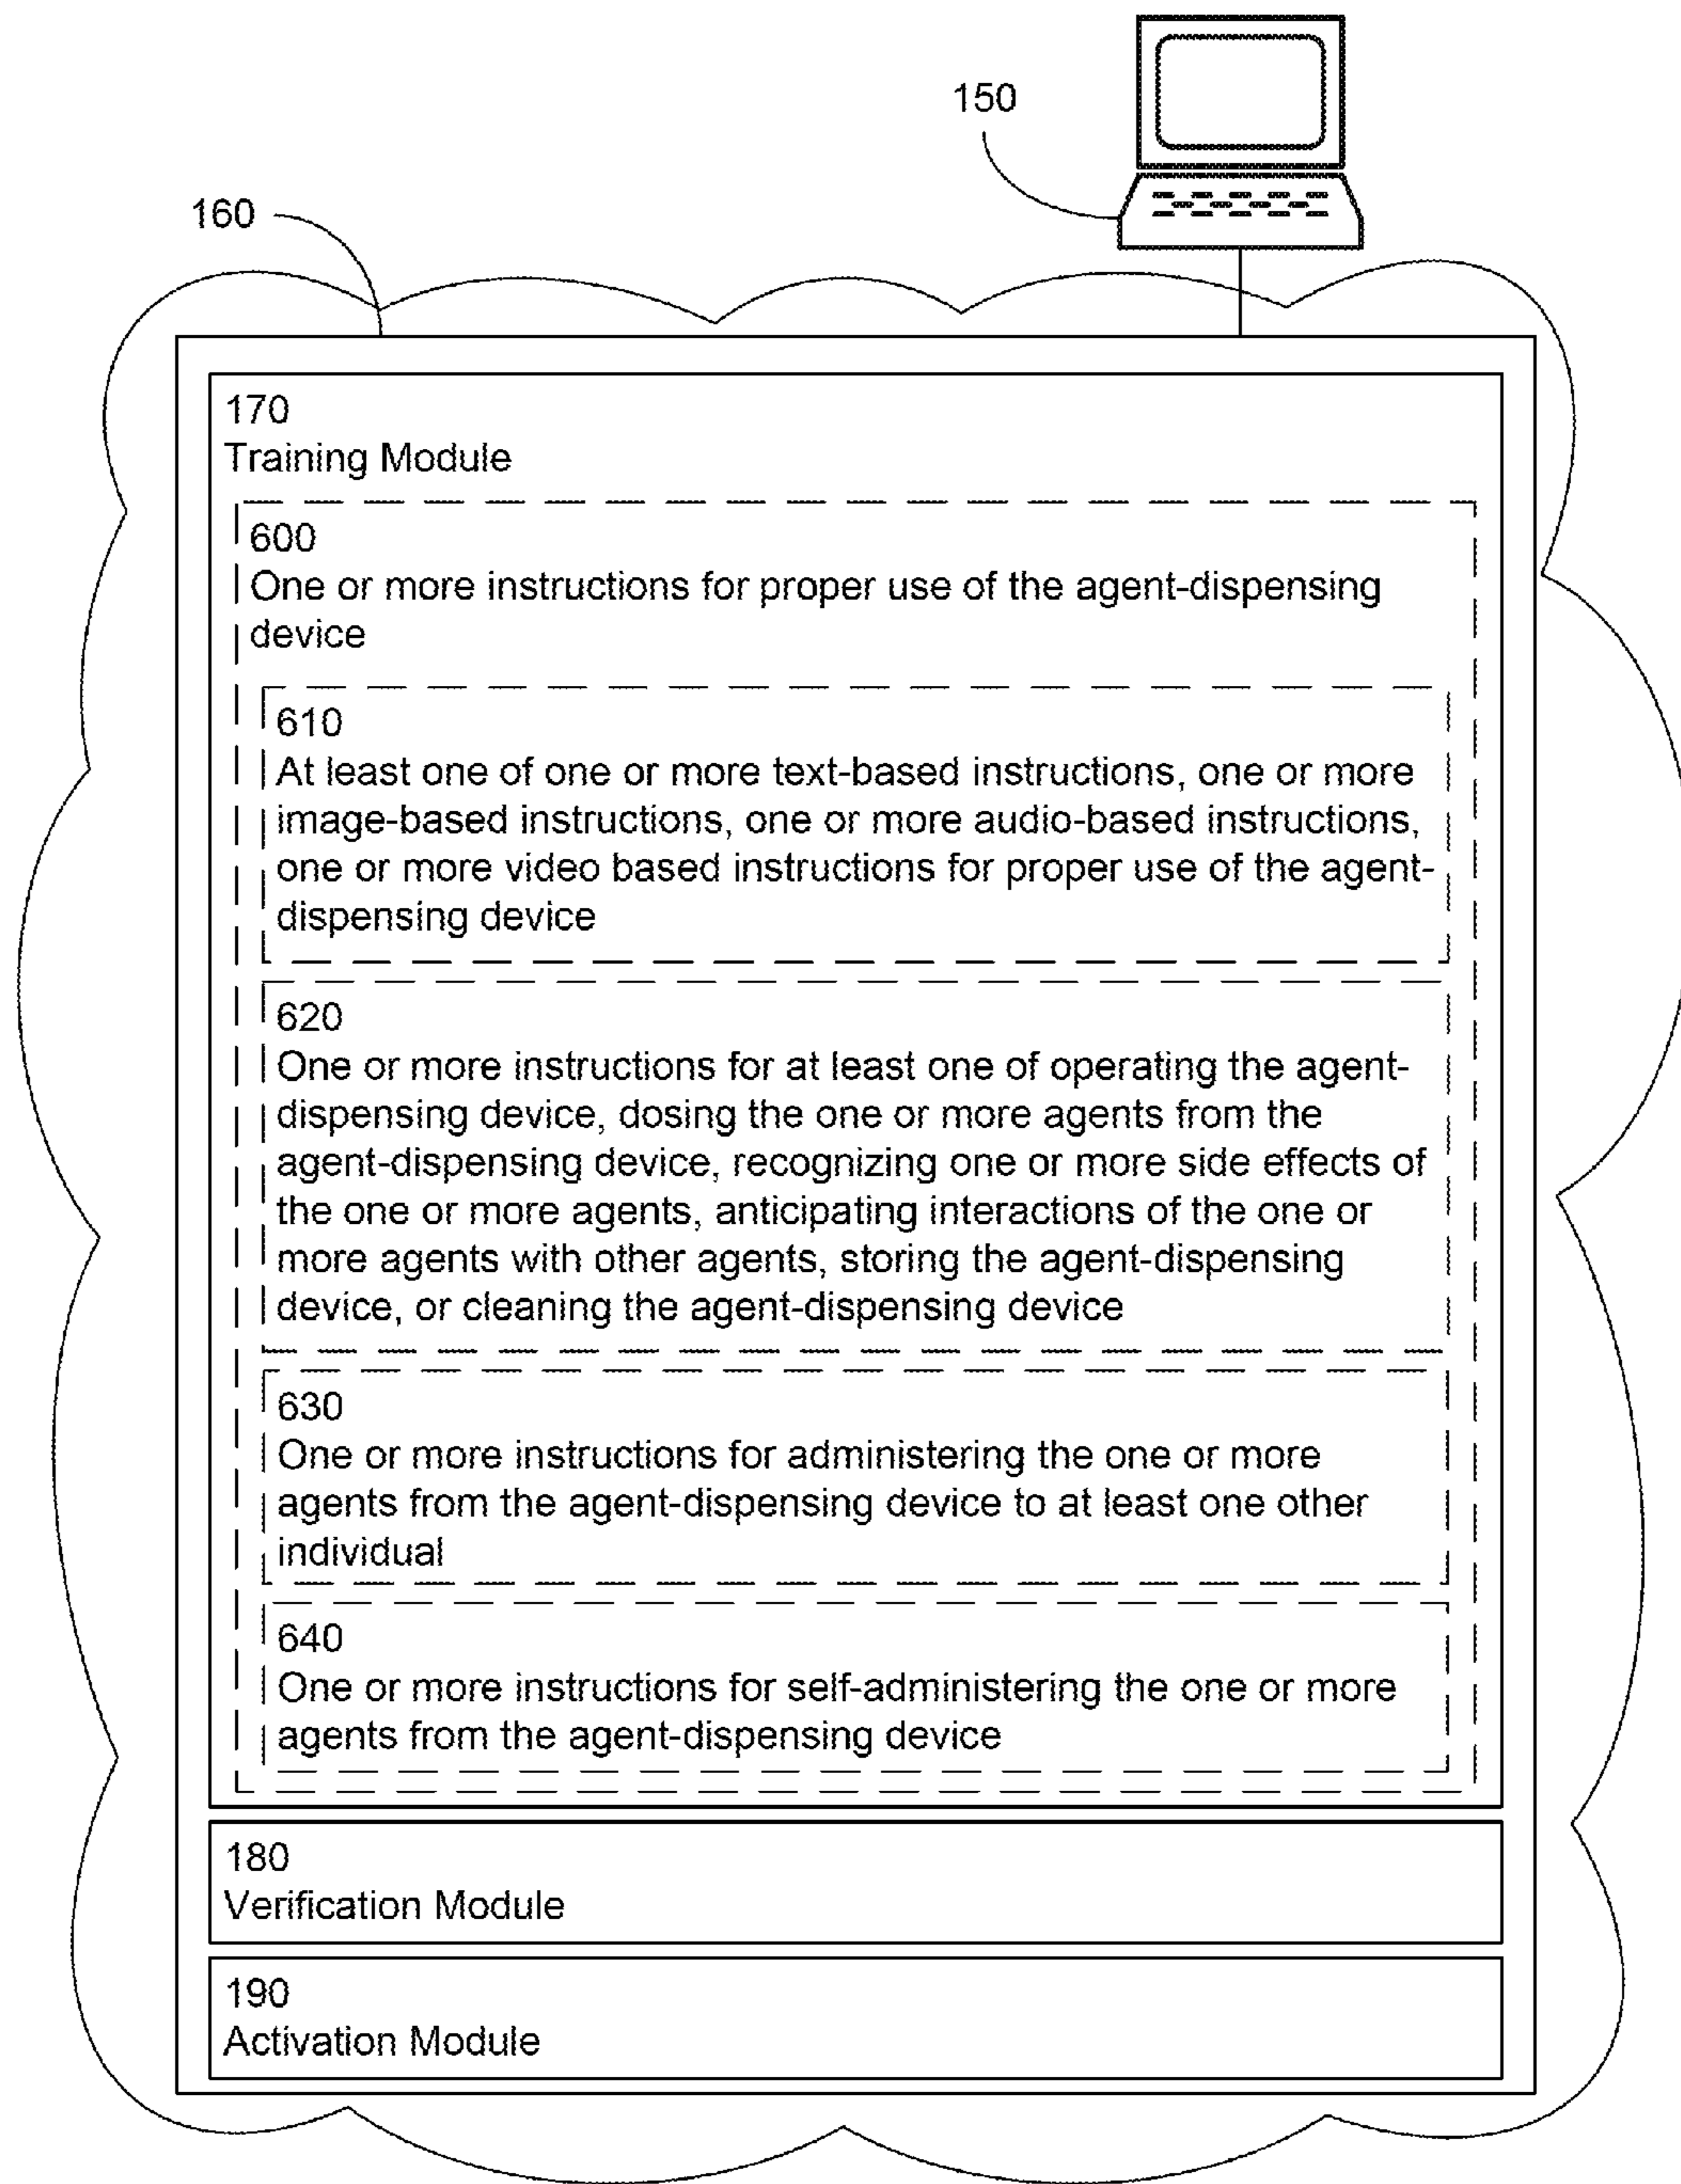 150
160
170
Training Module
600
One or more instructions for proper use of the agent-dispensing
device
610
At least one of one or more text-based instructions, one or more
image-based instructions, one or more audio-based instructions,
one or more video based instructions for proper use of the agent-
dispensing device
620
One or more instructions for at least one of operating the agent-
dispensing device, dosing the one or more agents from the
agent-dispensing device, recognizing one or more side effects of
the one or more agents, anticipating interactions of the one or
more agents with other agents, storing the agent-dispensing
device, or cleaning the agent-dispensing device
630
One or more instructions for administering the one or more
agents from the agent-dispensing device to at least one other
individual
640
One or more instructions for self-administering the one or more
agents from the agent-dispensing device
180
Verification Module
190
Activation Module